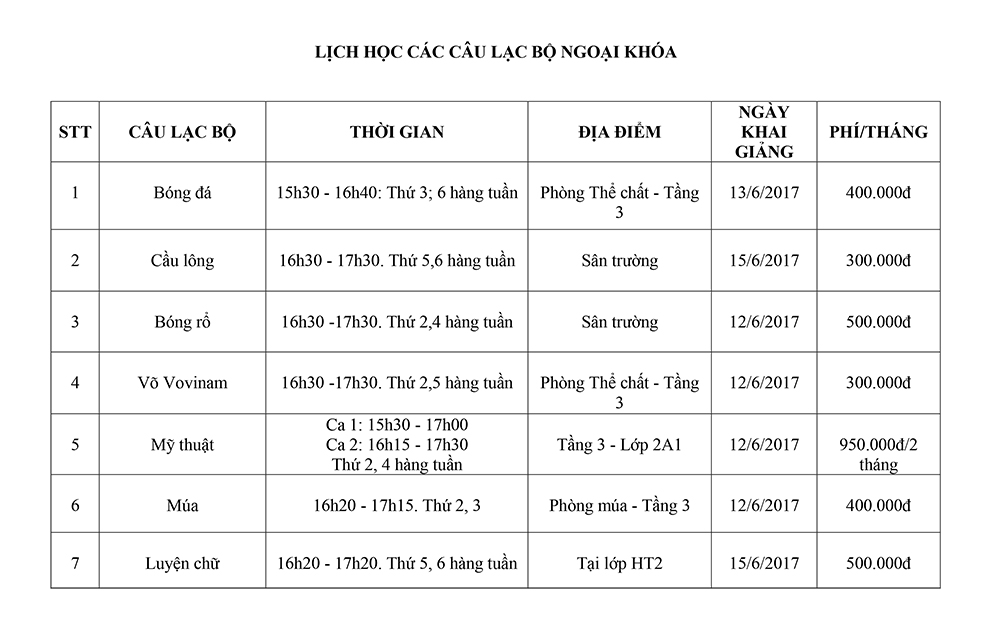 LỊCH HỌC CÁC CÂU LẠC BỘ NGOẠI KHÓA
STT CÂU LẠC BỘ THỜI GIAN ĐỊA ĐIỂM NGÀY KHAI GIẢNG PHÍ/THÁNG
1 Bóng đá 15h30 - 16h40: Thứ 3; 6 hàng tuần Phòng Thể chất - Tầng 3 13/6/2017 400.000đ
2 Cầu lông 16h30 - 17h30. Thứ 5,6 hàng tuần Sân trường 15/6/2017 300.000đ
3 Bóng rổ 16h30 -17h30. Thứ 2,4 hàng tuần Sân trường 12/6/2017 500.000đ
4 Võ Vovinam 16h30 -17h30. Thứ 2,5 hàng tuần Phòng Thể chất - Tầng 3 12/6/2017 300.000đ
5 Mỹ thuật Ca 1: 15h30 - 17h00 Ca 2: 16h15 - 17h30 Thứ 2, 4 hàng tuần Tầng 3 - Lớp 2A1 12/6/2017 950.000đ/2 tháng
6 Múa 16h20 - 17h15. Thứ 2, 3 Phòng múa - Tầng 3 12/6/2017 400.000đ
7 Luyện chữ 16h20 - 17h20. Thứ 5, 6 hàng tuần Tại lớp HT2 15/6/2017 500.000đ